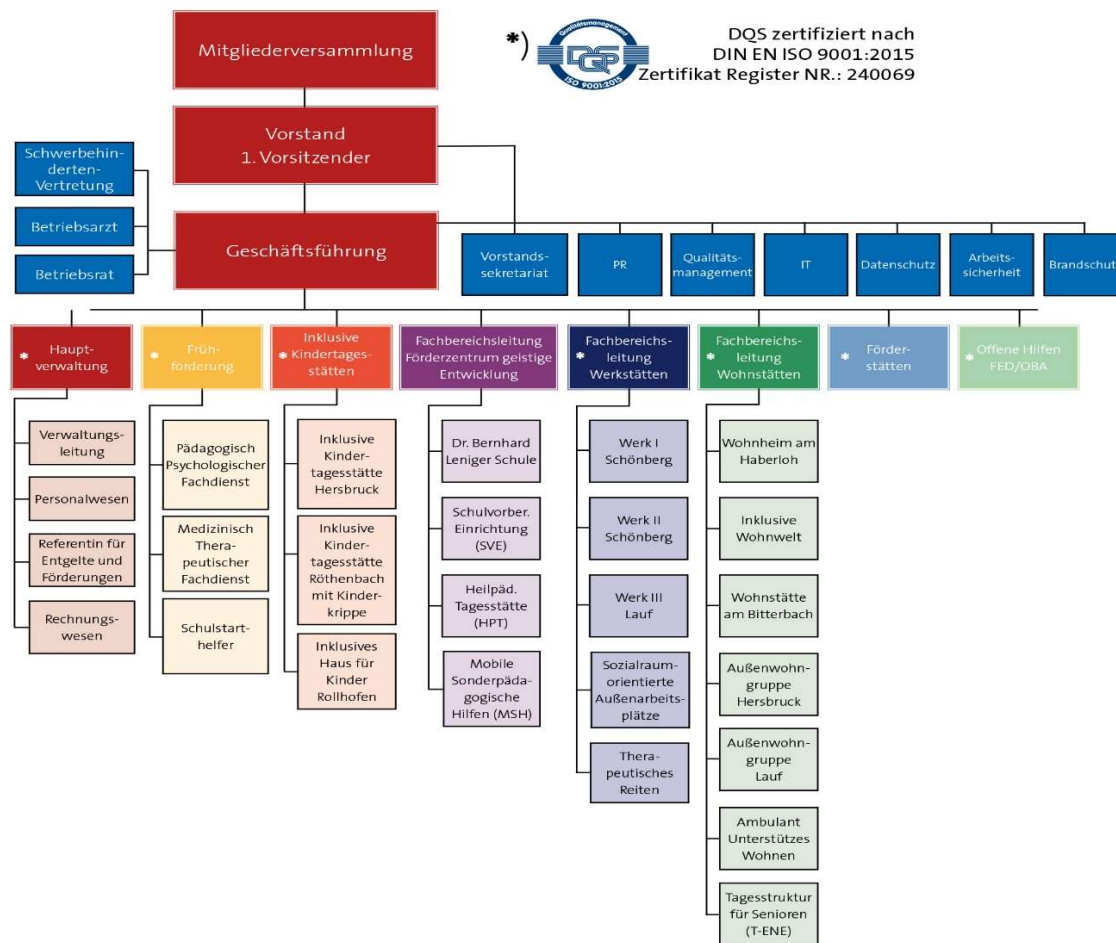 Mitgliederversammlung
*)
Qualitätsmanagement
DQS
ISO 9001:2015
DQS zertifiziert nach
DIN EN ISO 9001:2015
Zertifikat Register NR.: 240069
Vorstand
1. Vorsitzender
Schwerbehin-
derten-
Vertretung
Betriebsarzt
Betriebsrat
Geschäftsführung
Vorstands-
sekretariat
PR
Qualitäts-
management
IT
Datenschutz
Arbeits-
sicherheit
Brandschutz
* Haupt-
verwaltung
* Früh-
förderung
Inklusive
* Kindertages-
stätten
Fachbereichsleitung
Förderzentrum geistige
Entwicklung
Fachbereichs-
* leitung
Werkstätten
Fachbereichs-
* leitung
Wohnstätten
* Förder-
stätten
* Offene Hilfen
FED/OBA
Verwaltungs-
leitung
Personalwesen
Referentin für
Entgelte und
Förderungen
Rechnungs-
wesen
Pädagogisch
Psychologischer
Fachdienst
Medizinisch
Thera-
peutischer
Fachdienst
Schulstart-
helfer
Inklusive
Kinder-
tagesstätte
Hersbruck
Inklusive
Kinder-
tagesstätte
Röthenbach
mit Kinder-
krippe
Inklusives
Haus für
Kinder
Rollhofen
Dr. Bernhard
Leniger Schule
Schulvorber.
Einrichtung
(SVE)
Heilpäd.
Tagesstätte
(HPT)
Mobile
Sonderpäda-
gogische
Hilfen (MSH)
Werk I
Schönberg
Werk II
Schönberg
Werk III
Lauf
Sozialraum-
orientierte
Außenarbeits-
plätze
Thera-
peutisches
Reiten
Wohnheim am
Haberloh
Inklusive
Wohnwelt
Wohnstätte
am Bitterbach
Außenwohn-
gruppe
Hersbruck
Außenwohn-
gruppe
Lauf
Ambulant
Unterstützes
Wohnen
Tagesstruktur
für Senioren
(T-ENE)